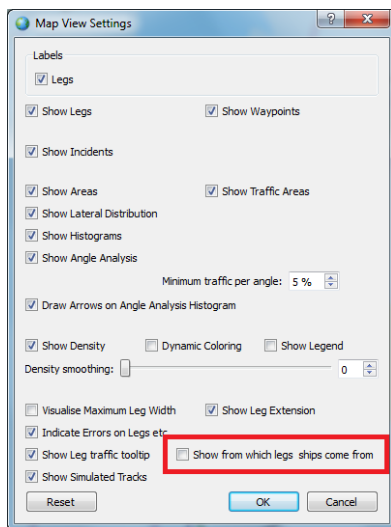 Map View Settings
Labels
Legs
Show Legs Show Waypoints
Show Incidents
Show Areas Show Traffic Areas
Show Lateral Distribution
Show Histograms
Show Angle Analysis
Minimum traffic per angle: 5 %
Draw Arrows on Angle Analysis Histogram
Show Density Dynamic Coloring Show Legend
Density smoothing: 0
Visualise Maximum Leg Width Show Leg Extension
Indicate Errors on Legs etc
Show Leg traffic tooltip Show from which legs ships come from
Show Simulated Tracks
Reset OK Cancel